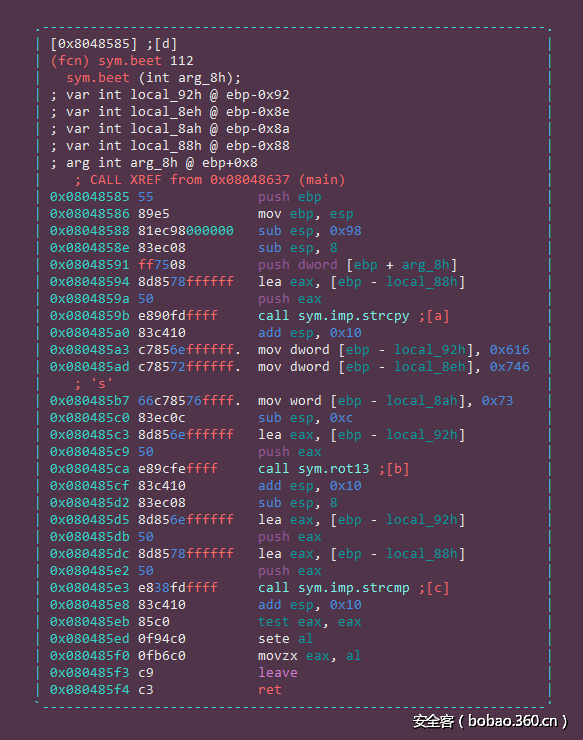 [0x8048585] ;[d]
(fcn) sym.beet 112
sym.beet (int arg_8h);
; var int local_92h @ ebp-0x92
; var int local_8eh @ ebp-0x8e
; var int local_8ah @ ebp-0x8a
; var int local_88h @ ebp-0x88
; arg int arg_8h @ ebp+0x8
; CALL XREF from 0x08048637 (main)
0x08048585 55 push ebp
0x08048586 89e5 mov ebp, esp
0x08048588 81ec98000000 sub esp, 0x98
0x0804858e 83ec08 sub esp, 8
0x08048591 ff7508 push dword [ebp + arg_8h]
0x08048594 8d8578ffffff lea eax, [ebp - local_88h]
0x0804859a 50 push eax
0x0804859b e890fdffff call sym.imp.strcpy ;[a]
0x080485a0 83c410 add esp, 0x10
0x080485a3 c7856effffff. mov dword [ebp - local_92h], 0x616
0x080485ad c78572ffffff. mov dword [ebp - local_8eh], 0x746
; 's'
0x080485b7 66c78576ffff. mov word [ebp - local_8ah], 0x73
0x080485c0 83ec0c sub esp, 0xc
0x080485c3 8d856effffff lea eax, [ebp - local_92h]
0x080485c9 50 push eax
0x080485ca e89cfeffff call sym.rot13 ;[b]
0x080485cf 83c410 add esp, 0x10
0x080485d2 83ec08 sub esp, 8
0x080485d5 8d856effffff lea eax, [ebp - local_92h]
0x080485db 50 push eax
0x080485dc 8d8578ffffff lea eax, [ebp - local_88h]
0x080485e2 50 push eax
0x080485e3 e838fdffff call sym.imp.strcmp ;[c]
0x080485e8 83c410 add esp, 0x10
0x080485eb 85c0 test eax, eax
0x080485ed 0f94c0 sete al
0x080485f0 0fb6c0 movzx eax, al
0x080485f3 c9 leave
0x080485f4 c3 ret
安全客（bobao.360.cn）